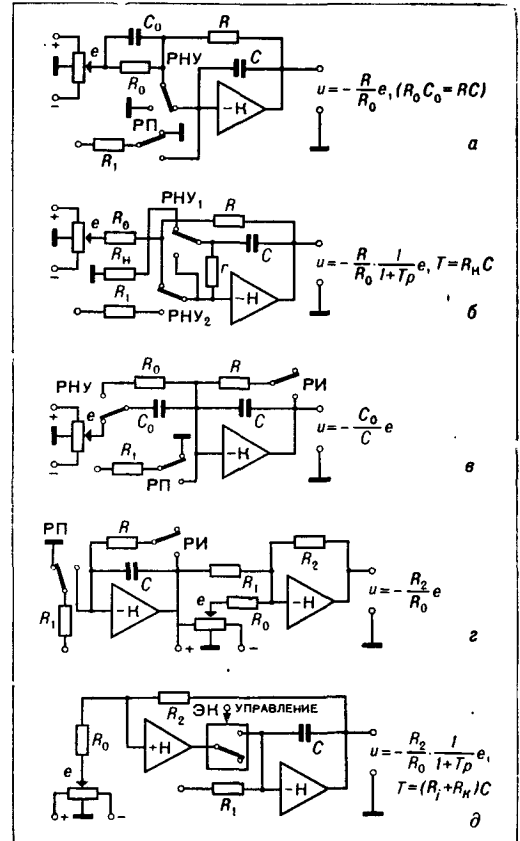 C₀ R
+ e
R₀ РНУ C
−
−К
u = −R/R₀ e, (R₀C₀ = RC)
РП
R₁
а
РНУ₁
+ e R₀ R
−
Rн C
r
u = −R/R₀ · 1/(1+Tp) e, T = RнC
R₁ −К
РНУ₂
б
R₀ R РИ
РНУ
+ e C₀ C
−
u = −C₀/C e
R₁ −К
РП
в
РП R РИ R₂
C R₁
−К e R₀ −К
R₁
u = −R₂/R₀ e
+ −
г
ЭК УПРАВЛЕНИЕ
R₂
R₀ C
+К
e
u = −R₂/R₀ · 1/(1+Tp) e,
R₁ −К
T = (Rᵢ + Rк)C
+ −
д